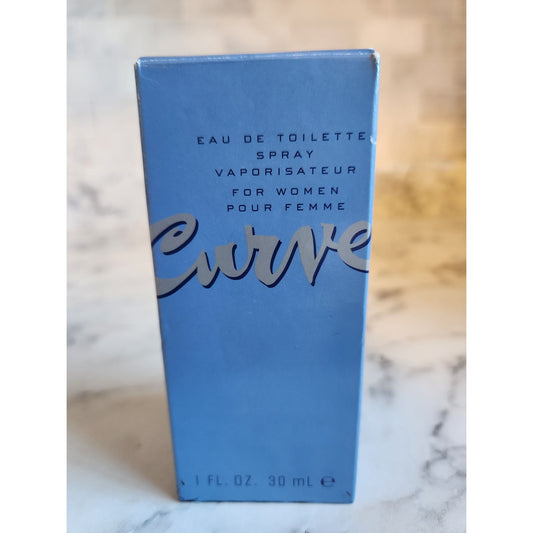 EAU DE TOILETTE
SPRAY
VAPORISATEUR
FOR WOMEN
POUR FEMME
Curve
1 FL. OZ. 30 mL ℮